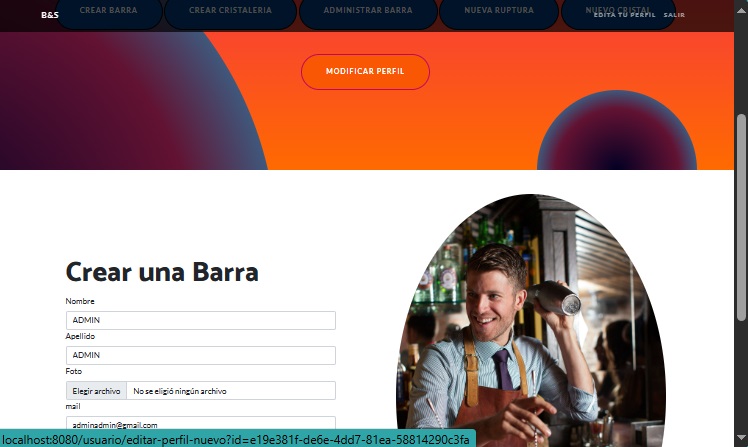 B&S
CREAR BARRA
CREAR CRISTALERIA
ADMINISTRAR BARRA
NUEVA RUPTURA
NUEVO CRISTAL
EDITA TU PERFIL
SALIR
MODIFICAR PERFIL
Crear una Barra
Nombre
ADMIN
Apellido
ADMIN
Foto
Elegir archivo No se eligió ningún archivo
mail
adminadmin@gmail.com
localhost:8080/usuario/editar-perfil-nuevo?id=e19e381f-de6e-4dd7-81ea-58814290c3fa